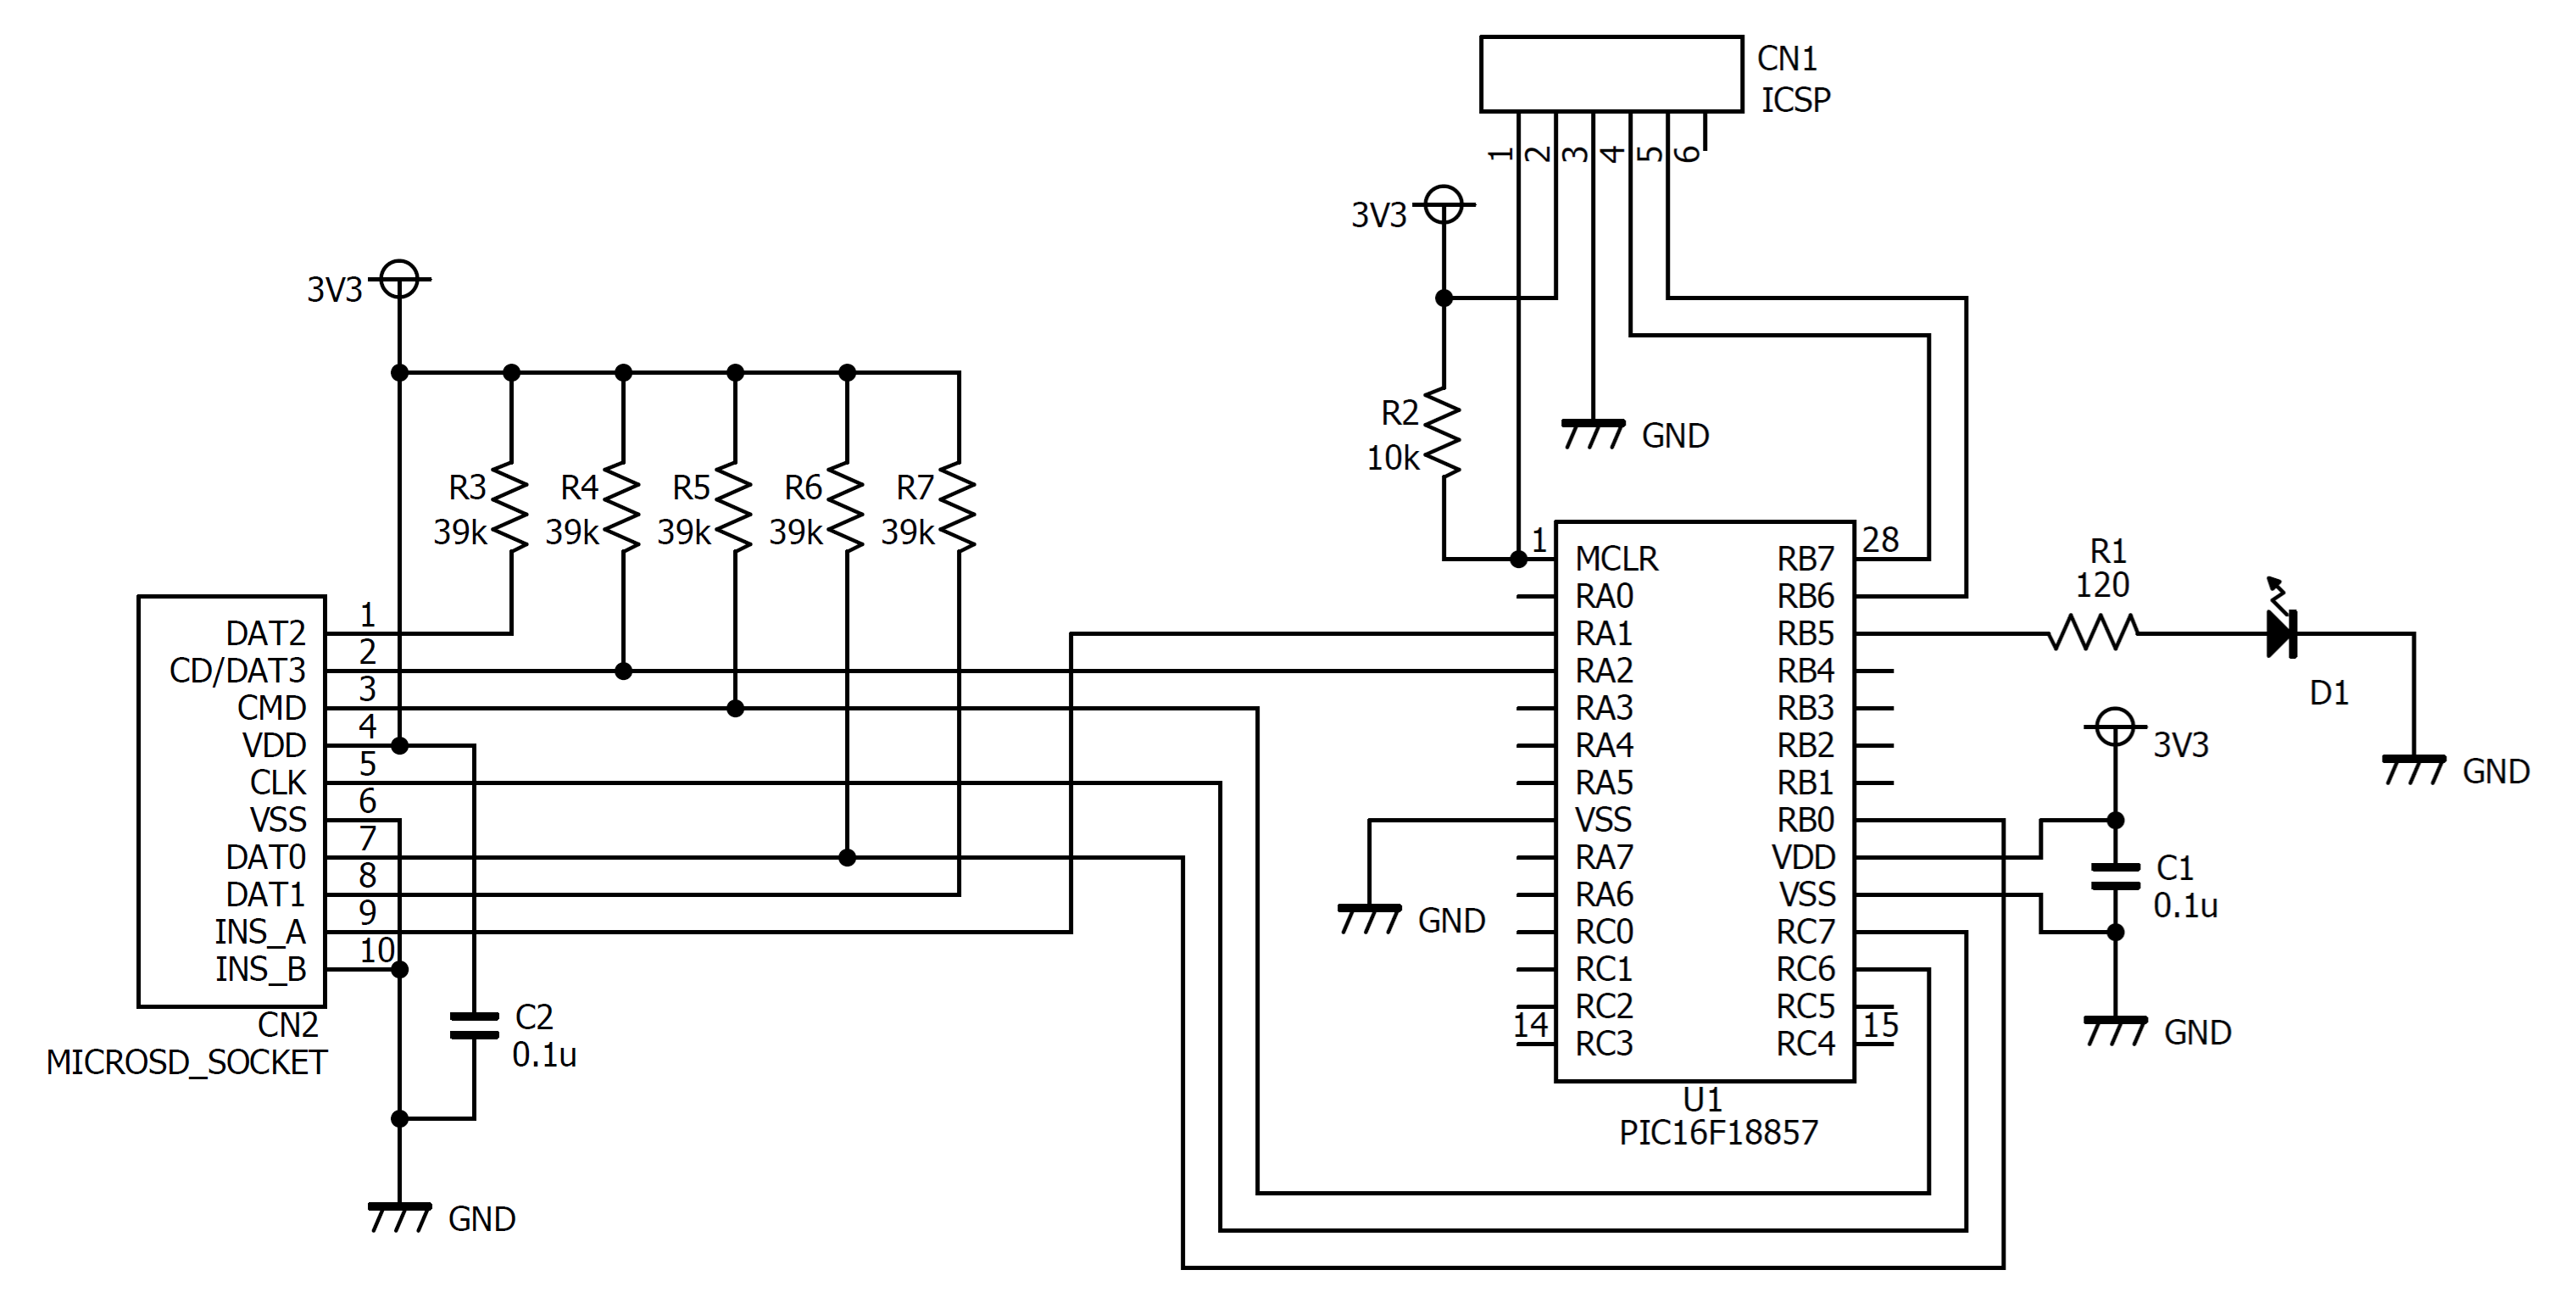 CN1
ICSP
1 2 3 4 5 6
3V3
R2
10k
GND
3V3
R3
39k
R4
39k
R5
39k
R6
39k
R7
39k
DAT2 1
CD/DAT3 2
CMD 3
VDD 4
CLK 5
VSS 6
DAT0 7
DAT1 8
INS_A 9
INS_B 10
CN2
MICROSD_SOCKET
C2
0.1u
GND
1 MCLR RB7 28
RA0 RB6
RA1 RB5
RA2 RB4
RA3 RB3
RA4 RB2
RA5 RB1
VSS RB0
RA7 VDD
RA6 VSS
RC0 RC7
RC1 RC6
RC2 RC5
14 RC3 RC4 15
U1
PIC16F18857
GND
R1
120
D1
GND
3V3
C1
0.1u
GND